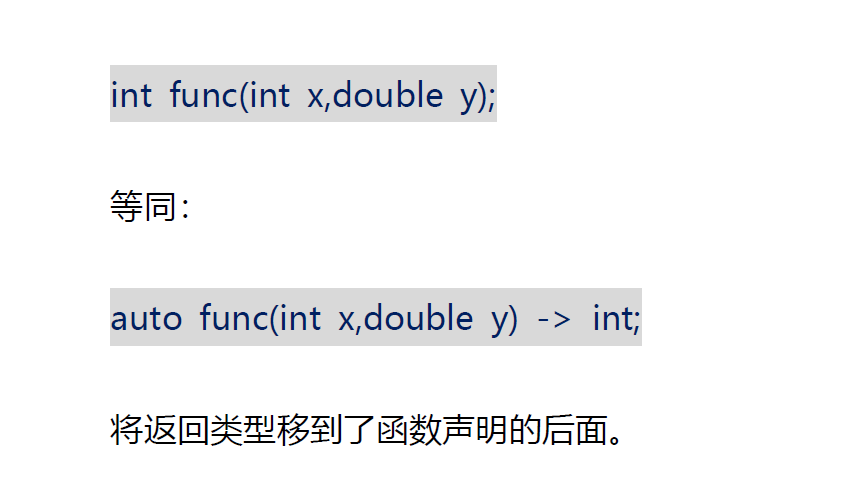 int func(int x,double y);
等同：
auto func(int x,double y) -> int;
将返回类型移到了函数声明的后面。